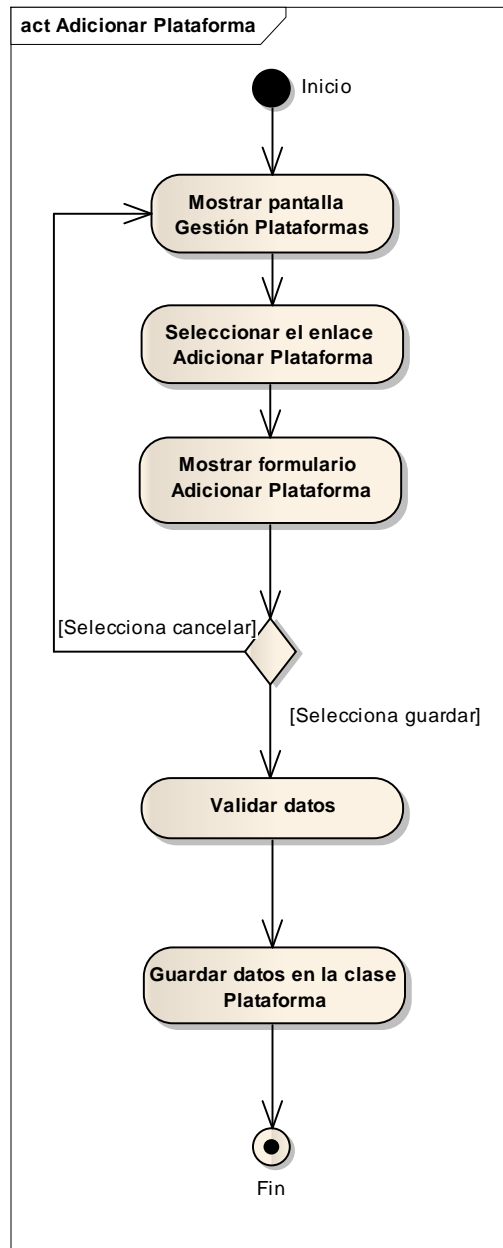 act Adicionar Plataforma
Inicio
Mostrar pantalla
Gestión Plataformas
Seleccionar el enlace
Adicionar Plataforma
Mostrar formulario
Adicionar Plataforma
[Selecciona cancelar]
[Selecciona guardar]
Validar datos
Guardar datos en la clase
Plataforma
Fin